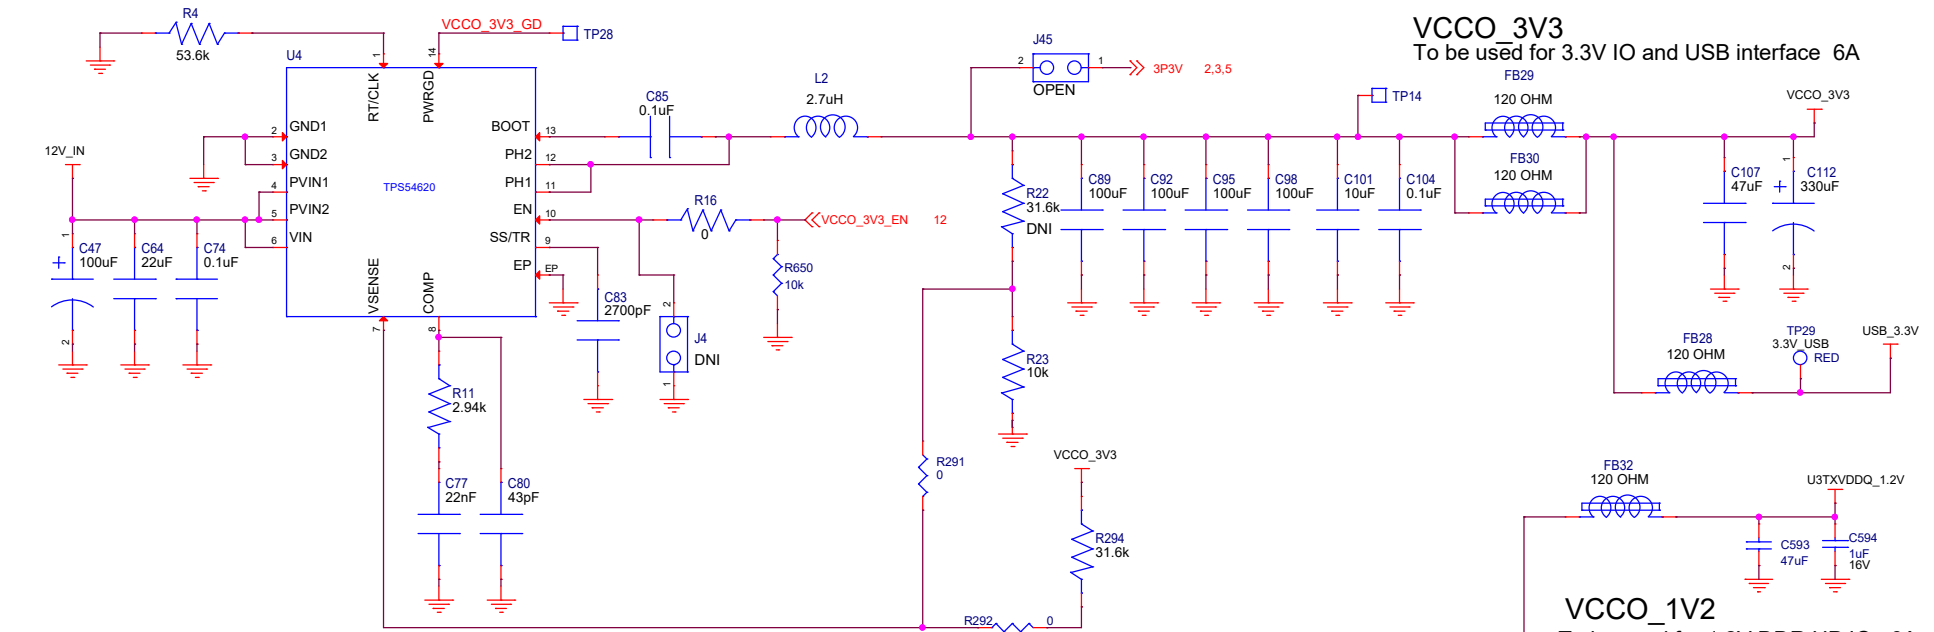 VCCO_3V3
To be used for 3.3V IO and USB interface 6A
R4
53.6k
VCCO_3V3_GD
TP28
U4
1
14
RT/CLK
PWRGD
GND1
GND2
PVIN1
PVIN2
VIN
2
3
4
5
6
TPS54620
BOOT
PH2
PH1
EN
SS/TR
EP
13
12
11
10
9
EP
VSENSE
COMP
7
8
12V_IN
1
C47
100uF
2
C64
22uF
C74
0.1uF
C85
0.1uF
L2
2.7uH
R16
0
VCCO_3V3_EN 12
R650
10k
C83
2700pF
2
J4
DNI
1
R11
2.94k
C77
22nF
C80
43pF
J45
2
1
OPEN
3P3V 2,3,5
TP14
R22
31.6k
DNI
C89
100uF
C92
100uF
C95
100uF
C98
100uF
C101
10uF
C104
0.1uF
R23
10k
R291
0
VCCO_3V3
R294
31.6k
R292
0
FB29
120 OHM
FB30
120 OHM
VCCO_3V3
C107
47uF
1
C112
330uF
2
FB28
120 OHM
TP29
3.3V_USB
RED
USB_3.3V
FB32
120 OHM
U3TXVDDQ_1.2V
C593
47uF
C594
1uF
16V
VCCO_1V2